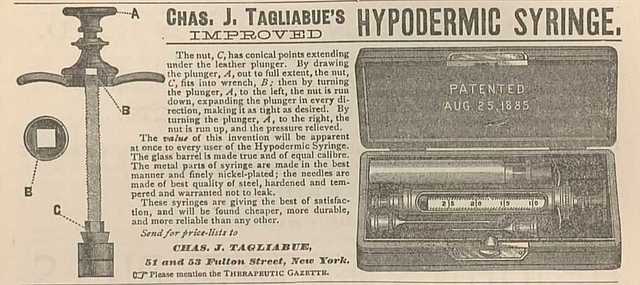 CHAS. J. TAGLIABUE'S
IMPROVED
HYPODERMIC SYRINGE,
A
B
B
C
The nut, C, has conical points extending
under the leather plunger. By drawing
the plunger, A, out to full extent, the nut,
C, fits into wrench, B; then by turning
the plunger, A, to the left, the nut is run
down, expanding the plunger in every di-
rection, making it as tight as desired. By
turning the plunger, A, to the right, the
nut is run up, and the pressure relieved.
The value of this invention will be apparent
at once to every user of the Hypodermic Syringe.
The glass barrel is made true and of equal calibre.
The metal parts of syringe are made in the best
manner and finely nickel-plated; the needles are
made of best quality of steel, hardened and tem-
pered and warranted not to leak.
These syringes are giving the best of satisfac-
tion, and will be found cheaper, more durable,
and more reliable than any other.
Send for price-lists to
CHAS. J. TAGLIABUE,
51 and 53 Fulton Street, New York.
☞ Please mention the THERAPEUTIC GAZETTE.
PATENTED
AUG. 25, 1885
25 20 15 10